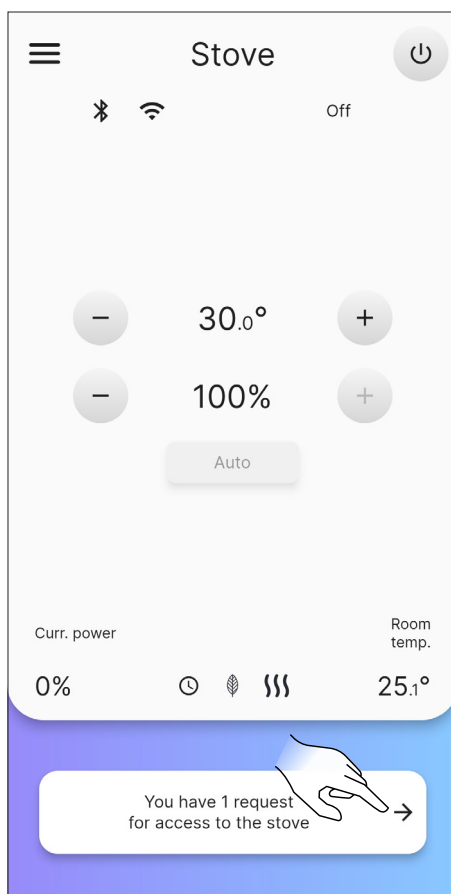 Stove
Off
30.0°
100%
Auto
Curr. power
Room
temp.
0%
25.1°
You have 1 request
for access to the stove